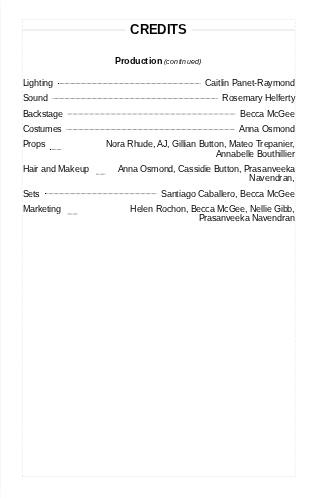 CREDITS
Production (continued)
Lighting Caitlin Panet-Raymond
Sound Rosemary Helferty
Backstage Becca McGee
Costumes Anna Osmond
Props Nora Rhude, AJ, Gillian Button, Mateo Trepanier,
Annabelle Bouthillier
Hair and Makeup Anna Osmond, Cassidie Button, Prasanveeka
Navendran,
Sets Santiago Caballero, Becca McGee
Marketing Helen Rochon, Becca McGee, Nellie Gibb,
Prasanveeka Navendran